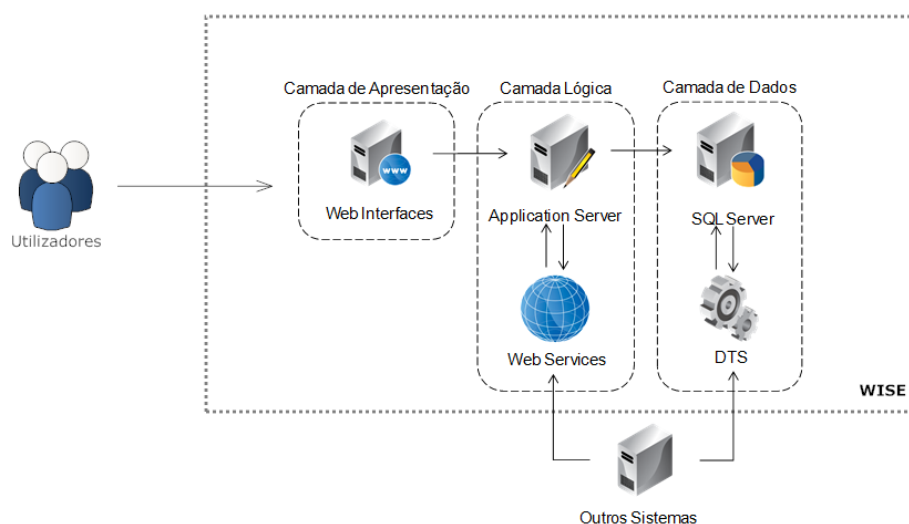 Camada de Apresentação
Camada Lógica
Camada de Dados
www
Web Interfaces
Application Server
SQL Server
Utilizadores
Web Services
DTS
WISE
Outros Sistemas